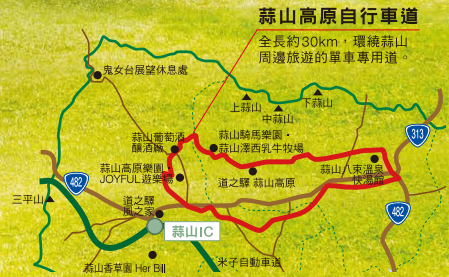 蒜山高原自行車道
全長約30km，環繞蒜山
周邊旅遊的單車專用道。
鬼女台展望休息處
上蒜山
中蒜山
下蒜山
313
蒜山葡萄酒
釀酒廠
蒜山騎馬樂園・
蒜山澤西乳牛牧場
蒜山高原樂園
JOYFUL遊樂場
道之驛 蒜山高原
蒜山八束溫泉
快湯館
482
三平山
道之驛
風之家
482
蒜山IC
米子自動車道
蒜山香草園 Her Bill